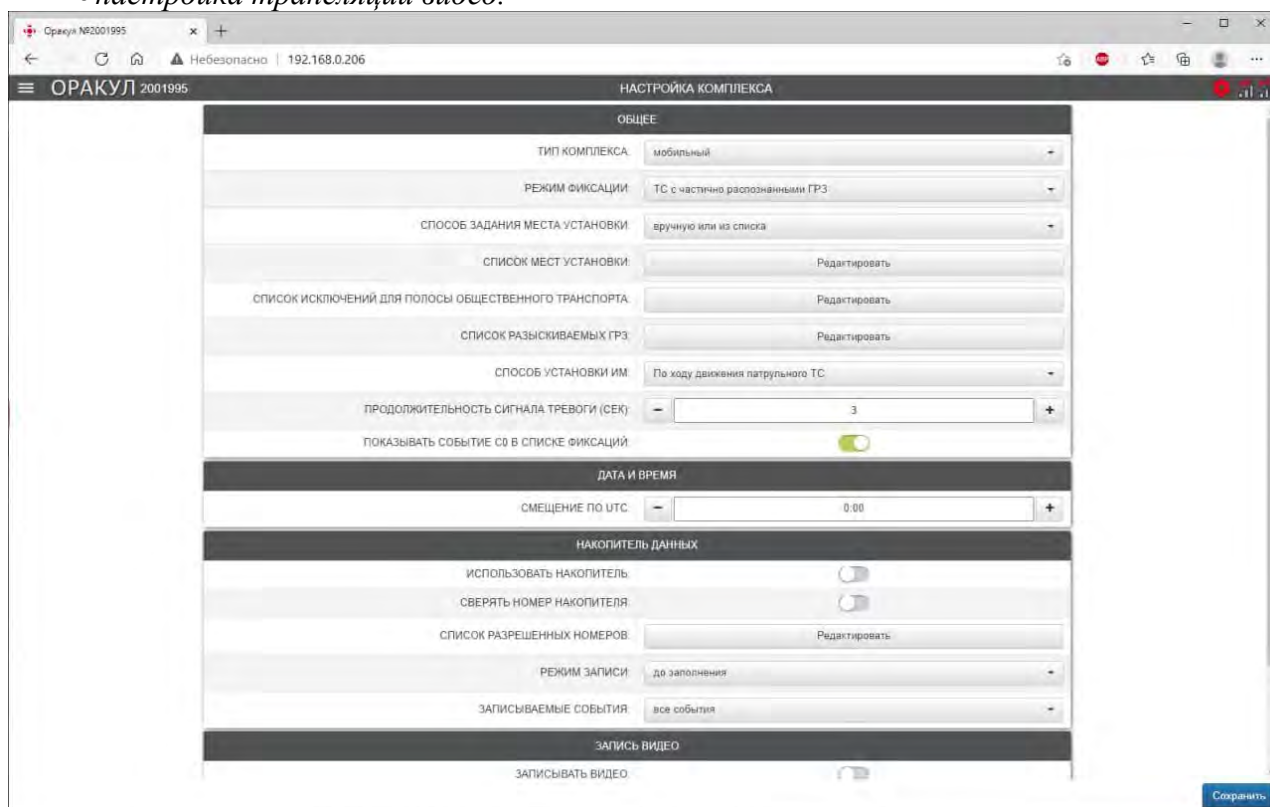 - настройка трансляции видео.
Оракул №2001995
Небезопасно | 192.168.0.206
ОРАКУЛ 2001995 НАСТРОЙКА КОМПЛЕКСА
ОБЩЕЕ
ТИП КОМПЛЕКСА: мобильный
РЕЖИМ ФИКСАЦИИ: ТС с частично распознанными ГРЗ
СПОСОБ ЗАДАНИЯ МЕСТА УСТАНОВКИ: вручную или из списка
СПИСОК МЕСТ УСТАНОВКИ: Редактировать
СПИСОК ИСКЛЮЧЕНИЙ ДЛЯ ПОЛОСЫ ОБЩЕСТВЕННОГО ТРАНСПОРТА: Редактировать
СПИСОК РАЗЫСКИВАЕМЫХ ГРЗ: Редактировать
СПОСОБ УСТАНОВКИ ИМ: По ходу движения патрульного ТС
ПРОДОЛЖИТЕЛЬНОСТЬ СИГНАЛА ТРЕВОГИ (СЕК): - 3 +
ПОКАЗЫВАТЬ СОБЫТИЕ С0 В СПИСКЕ ФИКСАЦИЙ:
ДАТА И ВРЕМЯ
СМЕЩЕНИЕ ПО UTC: - 0:00 +
НАКОПИТЕЛЬ ДАННЫХ
ИСПОЛЬЗОВАТЬ НАКОПИТЕЛЬ:
СВЕРЯТЬ НОМЕР НАКОПИТЕЛЯ:
СПИСОК РАЗРЕШЕННЫХ НОМЕРОВ: Редактировать
РЕЖИМ ЗАПИСИ: до заполнения
ЗАПИСЫВАЕМЫЕ СОБЫТИЯ: все события
ЗАПИСЬ ВИДЕО
ЗАПИСЫВАТЬ ВИДЕО:
Сохранить